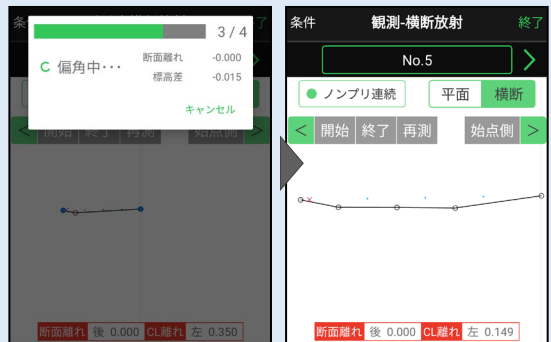 条件
終了
3 / 4
偏角中･･･
断面離れ -0.000
標高差 -0.015
キャンセル
< 開始 終了 再測 始点側 >
断面離れ 後 0.000 CL離れ 左 0.350
条件 観測-横断放射 終了
No.5
ノンプリ連続 平面 横断
< 開始 終了 再測 始点側 >
断面離れ 後 0.000 CL離れ 左 0.149